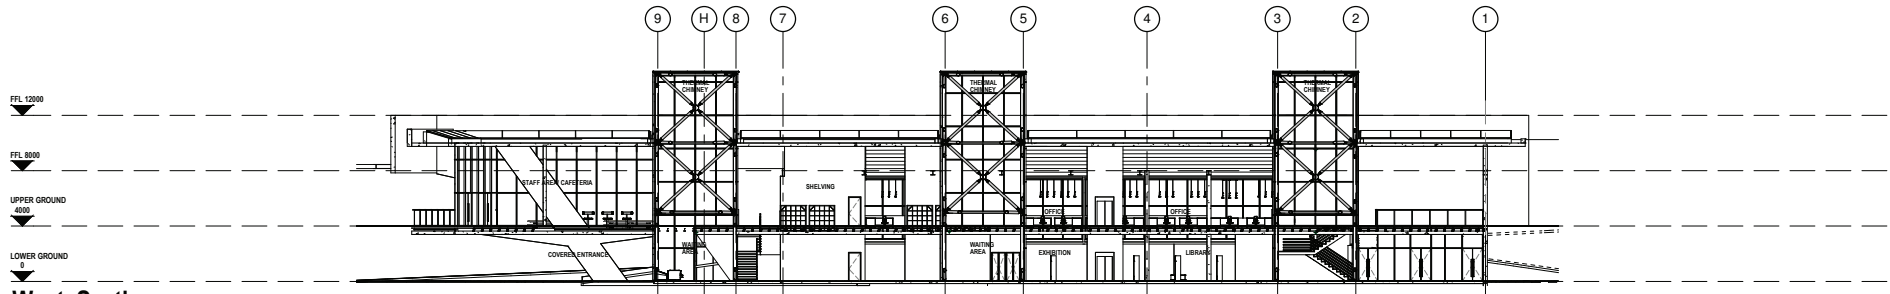 9 H 8 7 6 5 4 3 2 1
THERMAL
CHIMNEY
THERMAL
CHIMNEY
THERMAL
CHIMNEY
FFL 12000
FFL 8000
STAFF AREA/ CAFETERIA
SHELVING
UPPER GROUND
4000
OFFICE
OFFICE
WAITING
AREA
WAITING
AREA
COVERED ENTRANCE
EXHIBITION
LIBRARY
LOWER GROUND
0